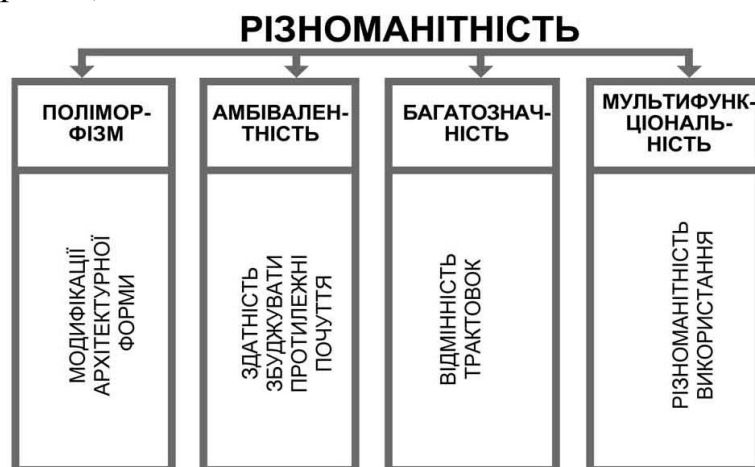 РІЗНОМАНІТНІСТЬ
ПОЛІМОР-
ФІЗМ
АМБІВАЛЕН-
ТНІСТЬ
БАГАТОЗНАЧ-
НІСТЬ
МУЛЬТИФУНК-
ЦІОНАЛЬ-
НІСТЬ
МОДИФІКАЦІЇ
АРХІТЕКТУРНОЇ
ФОРМИ
ЗДАТНІСТЬ
ЗБУДЖУВАТИ
ПРОТИЛЕЖНІ
ПОЧУТТЯ
ВІДМІННІСТЬ
ТРАКТОВОК
РІЗНОМАНІТНІСТЬ
ВИКОРИСТАННЯ